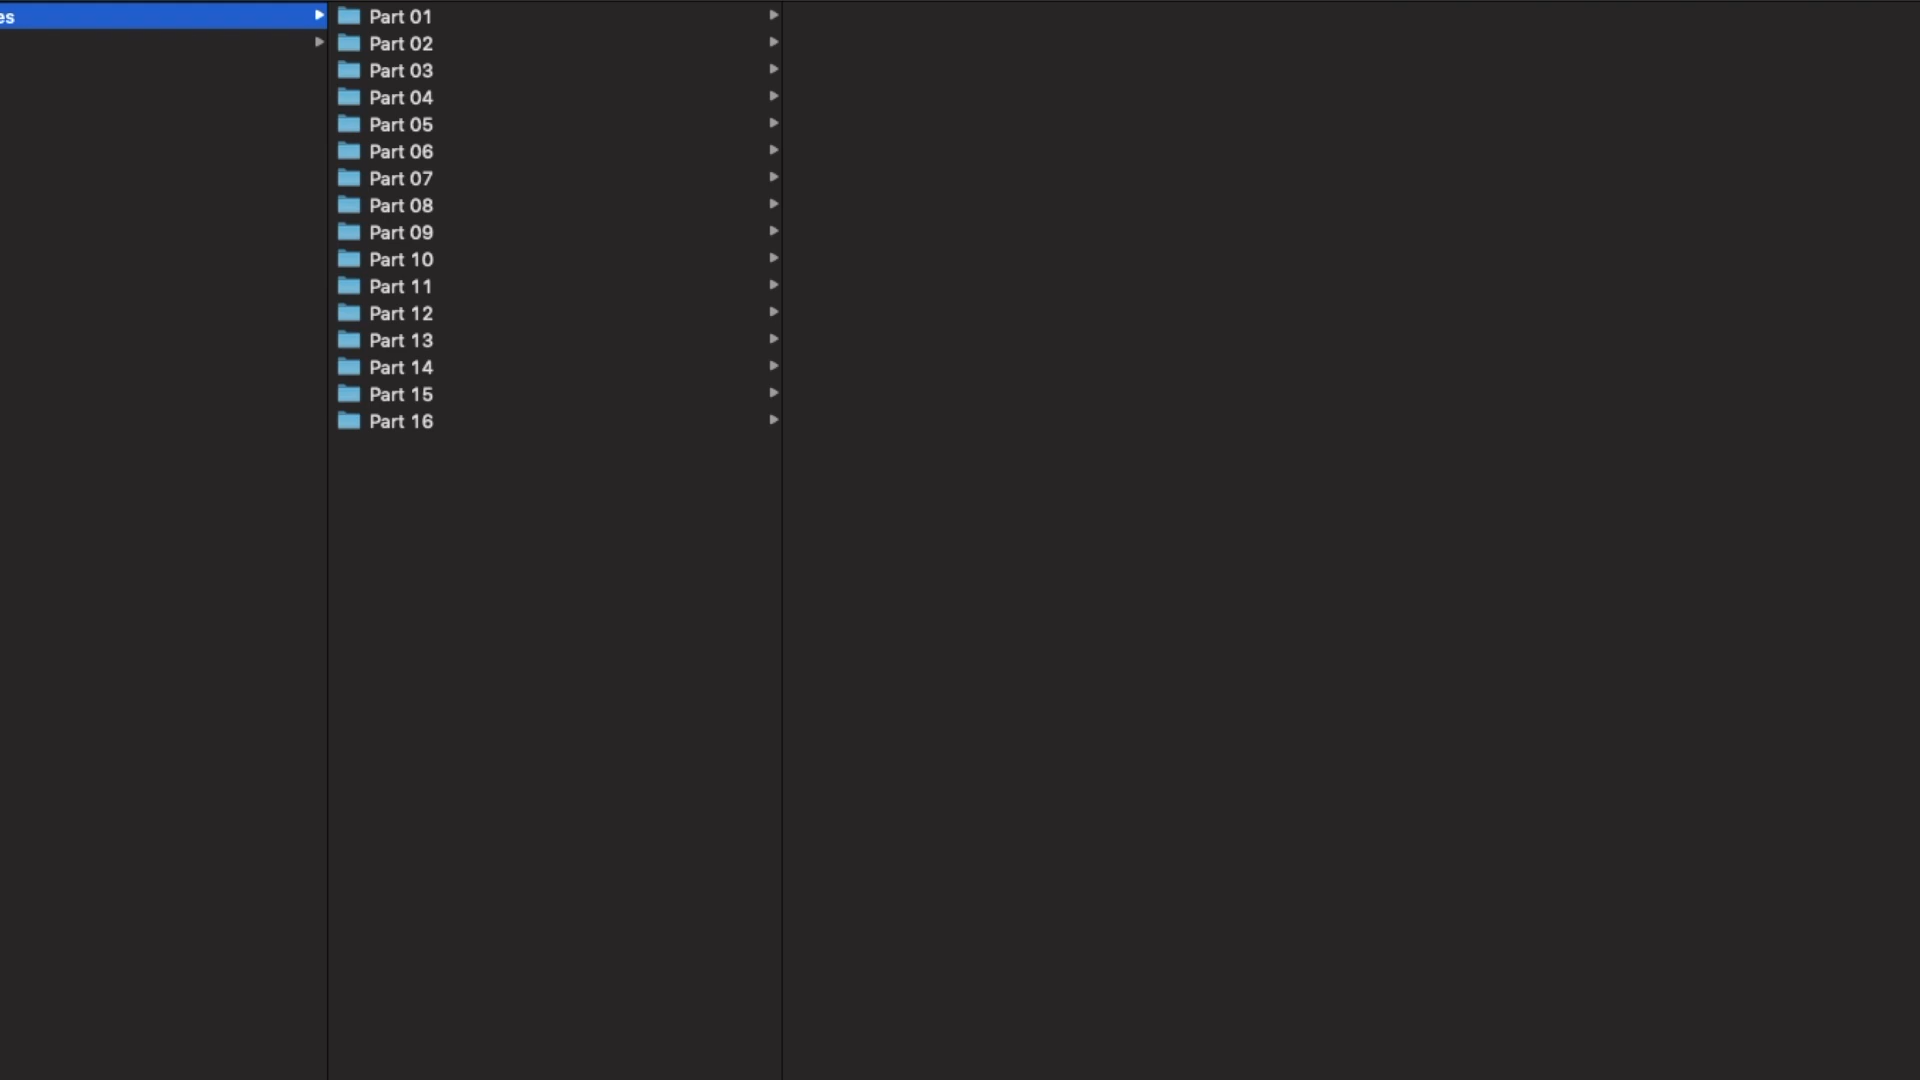 es
Part 01
Part 02
Part 03
Part 04
Part 05
Part 06
Part 07
Part 08
Part 09
Part 10
Part 11
Part 12
Part 13
Part 14
Part 15
Part 16